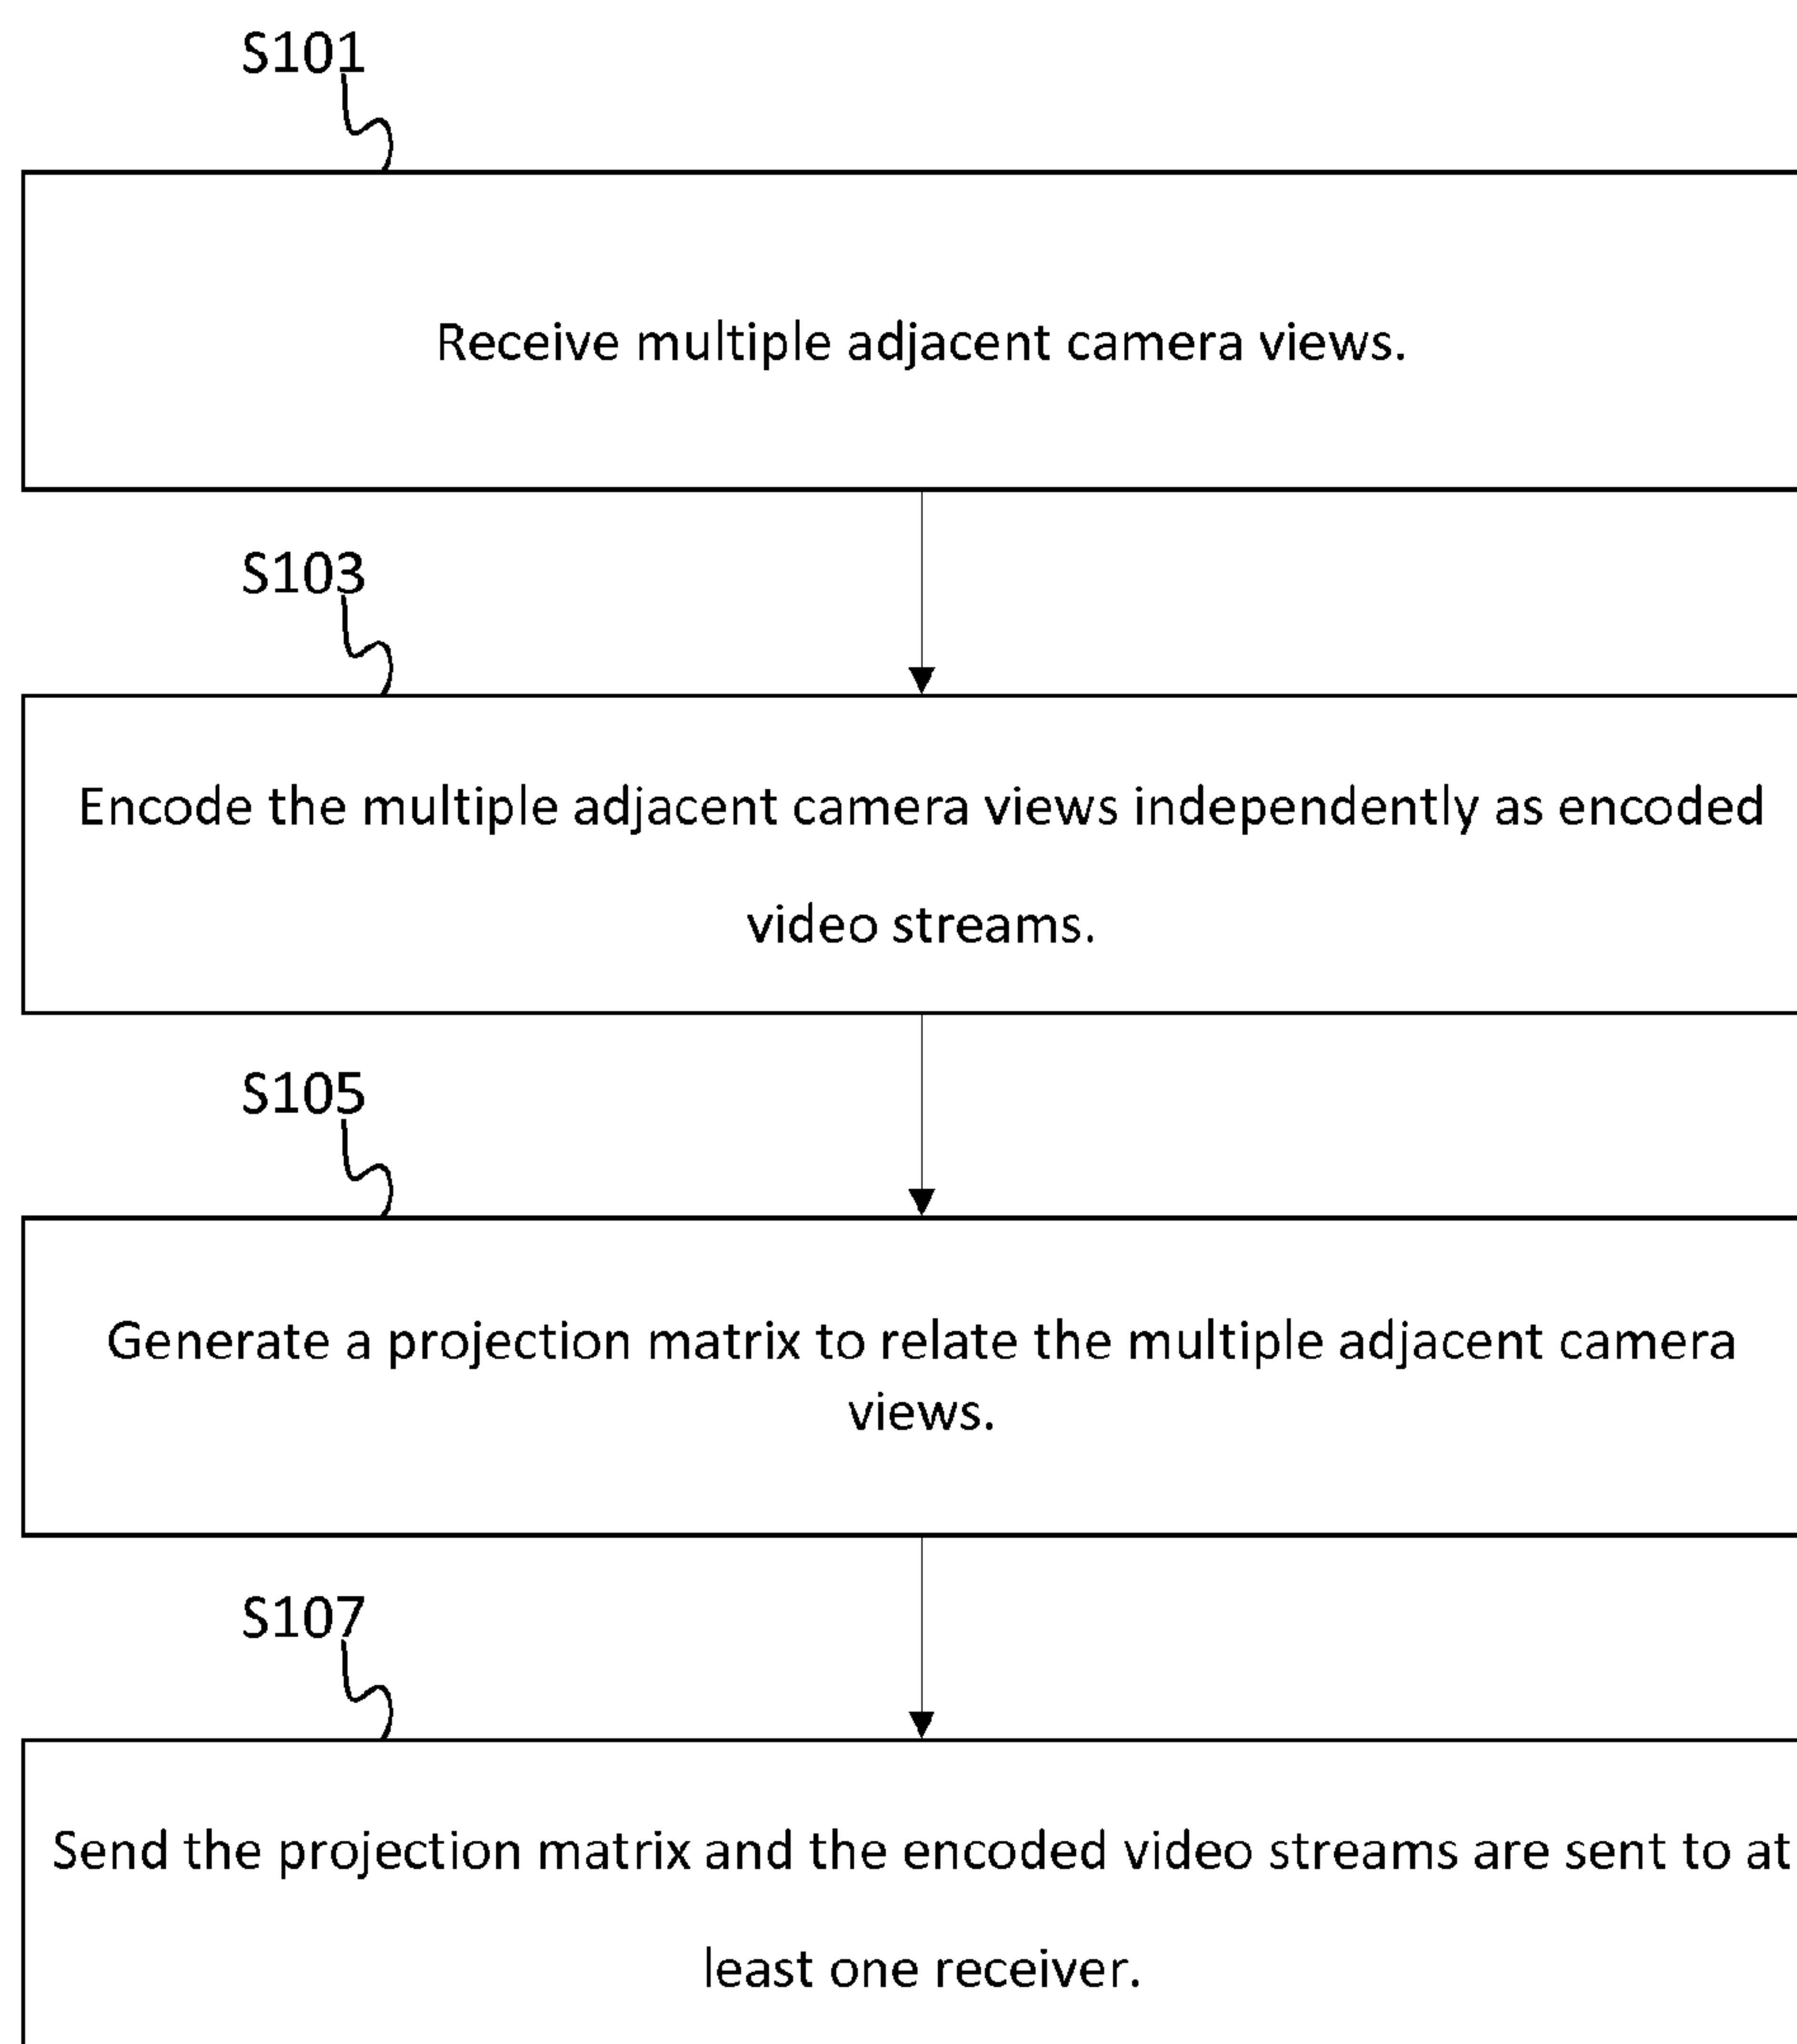 S101
Receive multiple adjacent camera views.
S103
Encode the multiple adjacent camera views independently as encoded
video streams.
S105
Generate a projection matrix to relate the multiple adjacent camera
views.
S107
Send the projection matrix and the encoded video streams are sent to at
least one receiver.